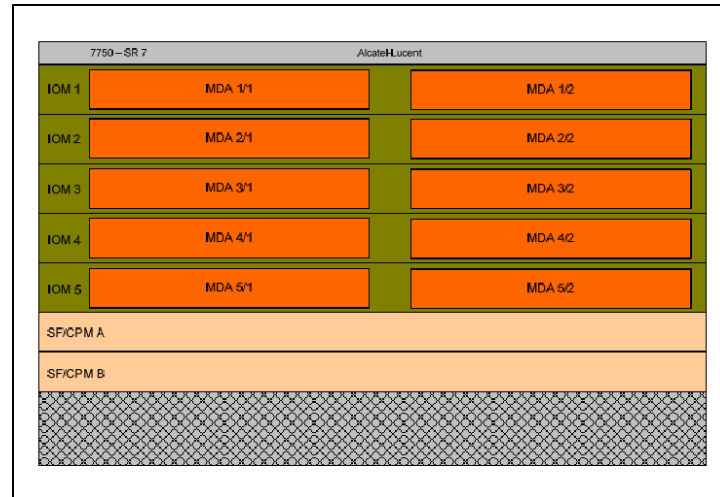 7750–SR 7 Alcatel-Lucent
IOM 1 MDA 1/1 MDA 1/2
IOM 2 MDA 2/1 MDA 2/2
IOM 3 MDA 3/1 MDA 3/2
IOM 4 MDA 4/1 MDA 4/2
IOM 5 MDA 5/1 MDA 5/2
SF/CPM A
SF/CPM B